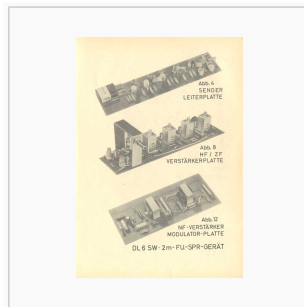 Abb. 4
SENDER
LEITERPLATTE
Abb. 8
HF / ZF
VERSTÄRKERPLATTE
Abb. 12
NF-VERSTÄRKER
MODULATOR-PLATTE
DL 6 SW · 2m-FU.-SPR-GERÄT